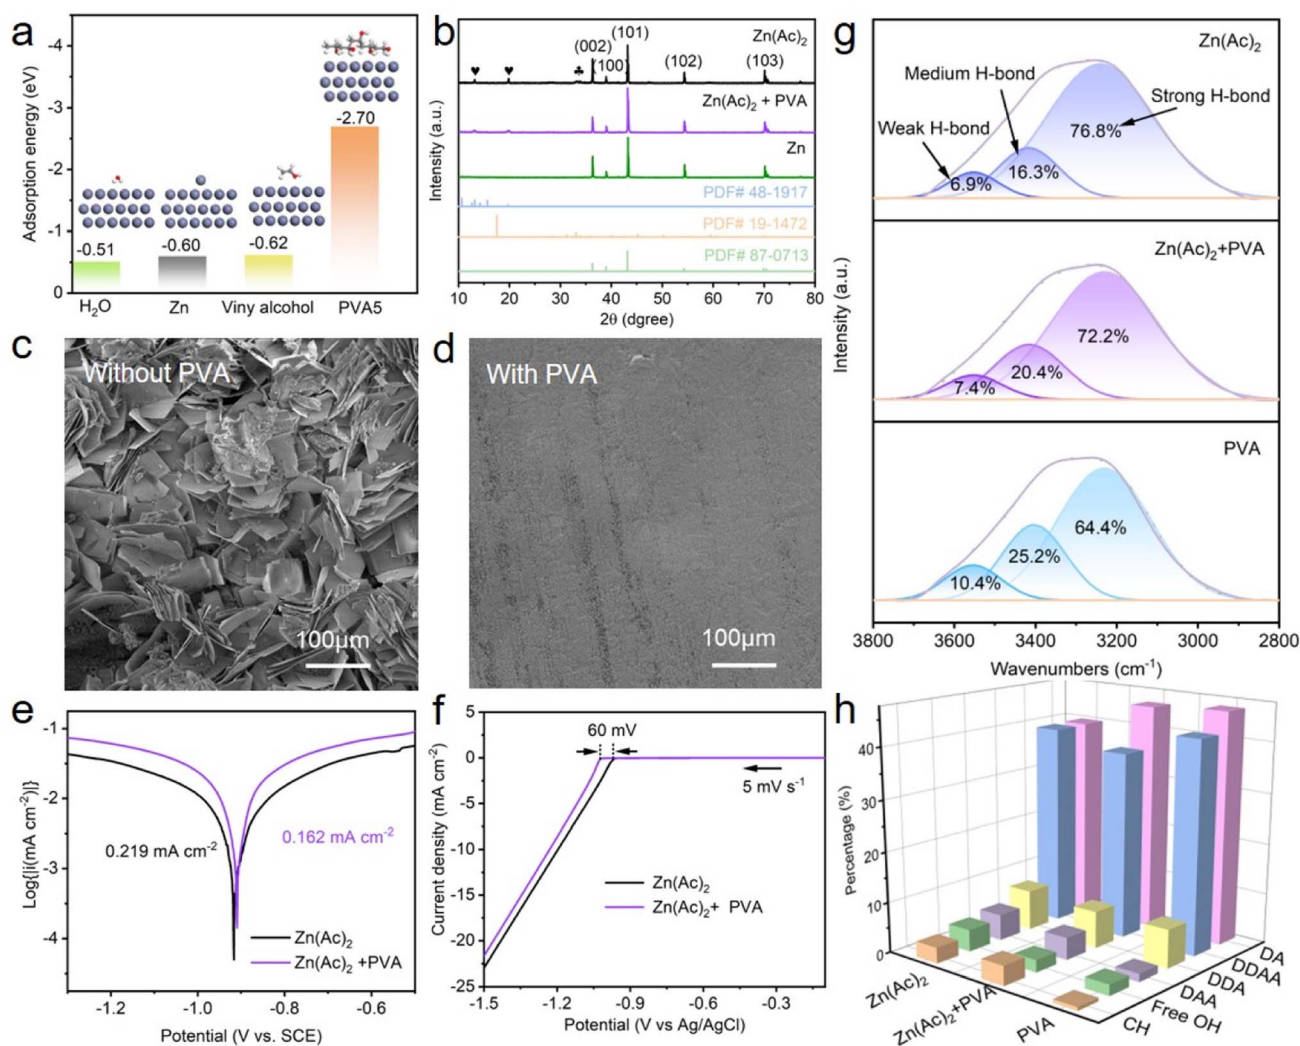 a
Adsorption energy (eV)
-4
-3
-2
-1
0
-0.51
-0.60
-0.62
-2.70
H₂O
Zn
Viny alcohol
PVA5
b
Intensity (a.u.)
Zn(Ac)₂
(002)
(100)
(101)
(102)
(103)
♥
♥
♣
Zn(Ac)₂ + PVA
Zn
PDF# 48-1917
PDF# 19-1472
PDF# 87-0713
10 20 30 40 50 60 70 80
2θ (dgree)
c
Without PVA
100μm
d
With PVA
100μm
e
Log{|i(mA cm⁻²)|}
-1
-2
-3
-4
0.219 mA cm⁻²
0.162 mA cm⁻²
Zn(Ac)₂
Zn(Ac)₂ +PVA
-1.2 -1.0 -0.8 -0.6
Potential (V vs. SCE)
f
Current density (mA cm⁻²)
5
0
-5
-10
-15
-20
-25
60 mV
5 mV s⁻¹
Zn(Ac)₂
Zn(Ac)₂+ PVA
-1.5 -1.2 -0.9 -0.6 -0.3
Potential (V vs Ag/AgCl)
g
Intensity (a.u.)
Zn(Ac)₂
Medium H-bond
Strong H-bond
Weak H-bond
76.8%
16.3%
6.9%
Zn(Ac)₂+PVA
72.2%
20.4%
7.4%
PVA
64.4%
25.2%
10.4%
3800 3600 3400 3200 3000 2800
Wavenumbers (cm⁻¹)
h
Percentage (%)
40
30
20
10
0
Zn(Ac)₂
Zn(Ac)₂+PVA
PVA
CH
Free OH
DAA
DDA
DDAA
DA